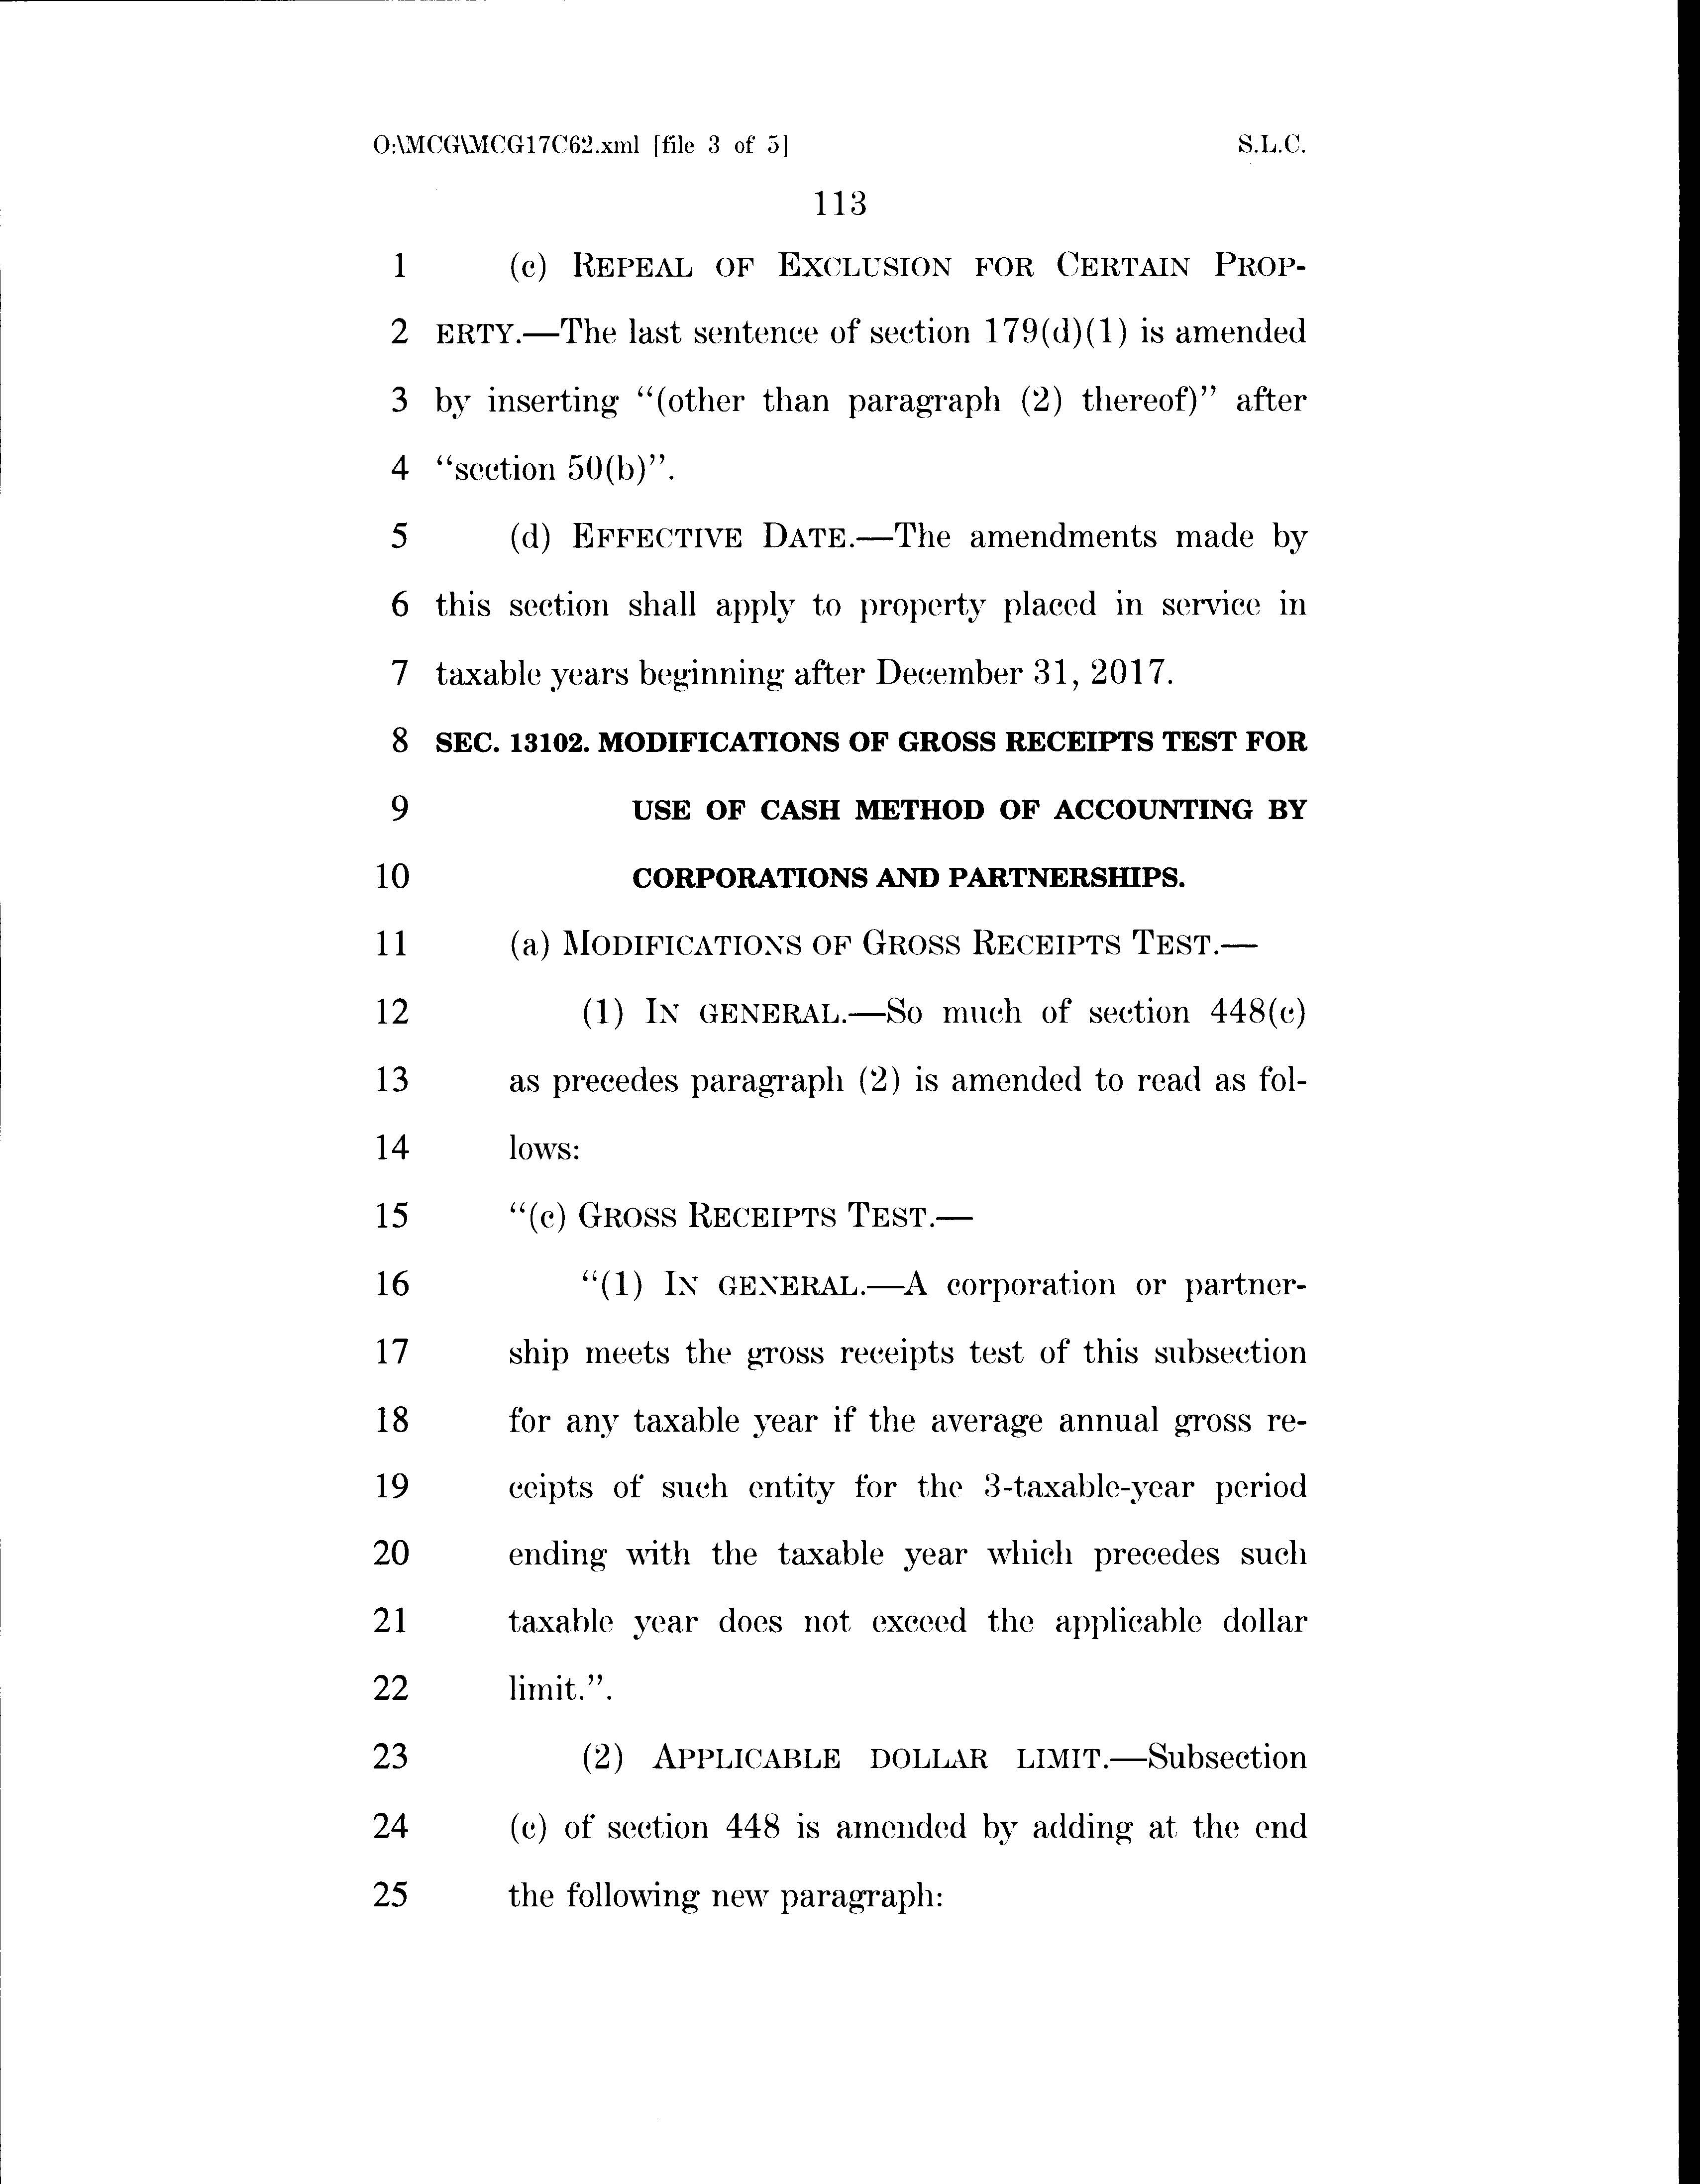 O:\MCG\MCG17C62.xml [file 3 of 5] S.L.C.
113
1 (c) REPEAL OF EXCLUSION FOR CERTAIN PROP-
2 ERTY.—The last sentence of section 179(d)(1) is amended
3 by inserting “(other than paragraph (2) thereof)” after
4 “section 50(b)”.
5 (d) EFFECTIVE DATE.—The amendments made by
6 this section shall apply to property placed in service in
7 taxable years beginning after December 31, 2017.
8 SEC. 13102. MODIFICATIONS OF GROSS RECEIPTS TEST FOR
9 USE OF CASH METHOD OF ACCOUNTING BY
10 CORPORATIONS AND PARTNERSHIPS.
11 (a) MODIFICATIONS OF GROSS RECEIPTS TEST.—
12 (1) IN GENERAL.—So much of section 448(c)
13 as precedes paragraph (2) is amended to read as fol-
14 lows:
15 “(c) GROSS RECEIPTS TEST.—
16 “(1) IN GENERAL.—A corporation or partner-
17 ship meets the gross receipts test of this subsection
18 for any taxable year if the average annual gross re-
19 ceipts of such entity for the 3-taxable-year period
20 ending with the taxable year which precedes such
21 taxable year does not exceed the applicable dollar
22 limit.”.
23 (2) APPLICABLE DOLLAR LIMIT.—Subsection
24 (c) of section 448 is amended by adding at the end
25 the following new paragraph: